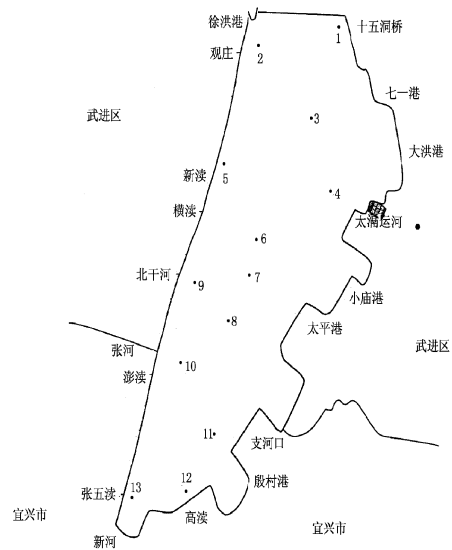 徐洪港
十五洞桥
1
观庄
2
七一港
3
武进区
大洪港
新渎
5
4
横渎
太滆运河
6
北干河
7
9
小庙港
8
太平港
武进区
张河
10
澎渎
11
支河口
12
殷村港
张五渎
13
高渎
宜兴市
宜兴市
新河